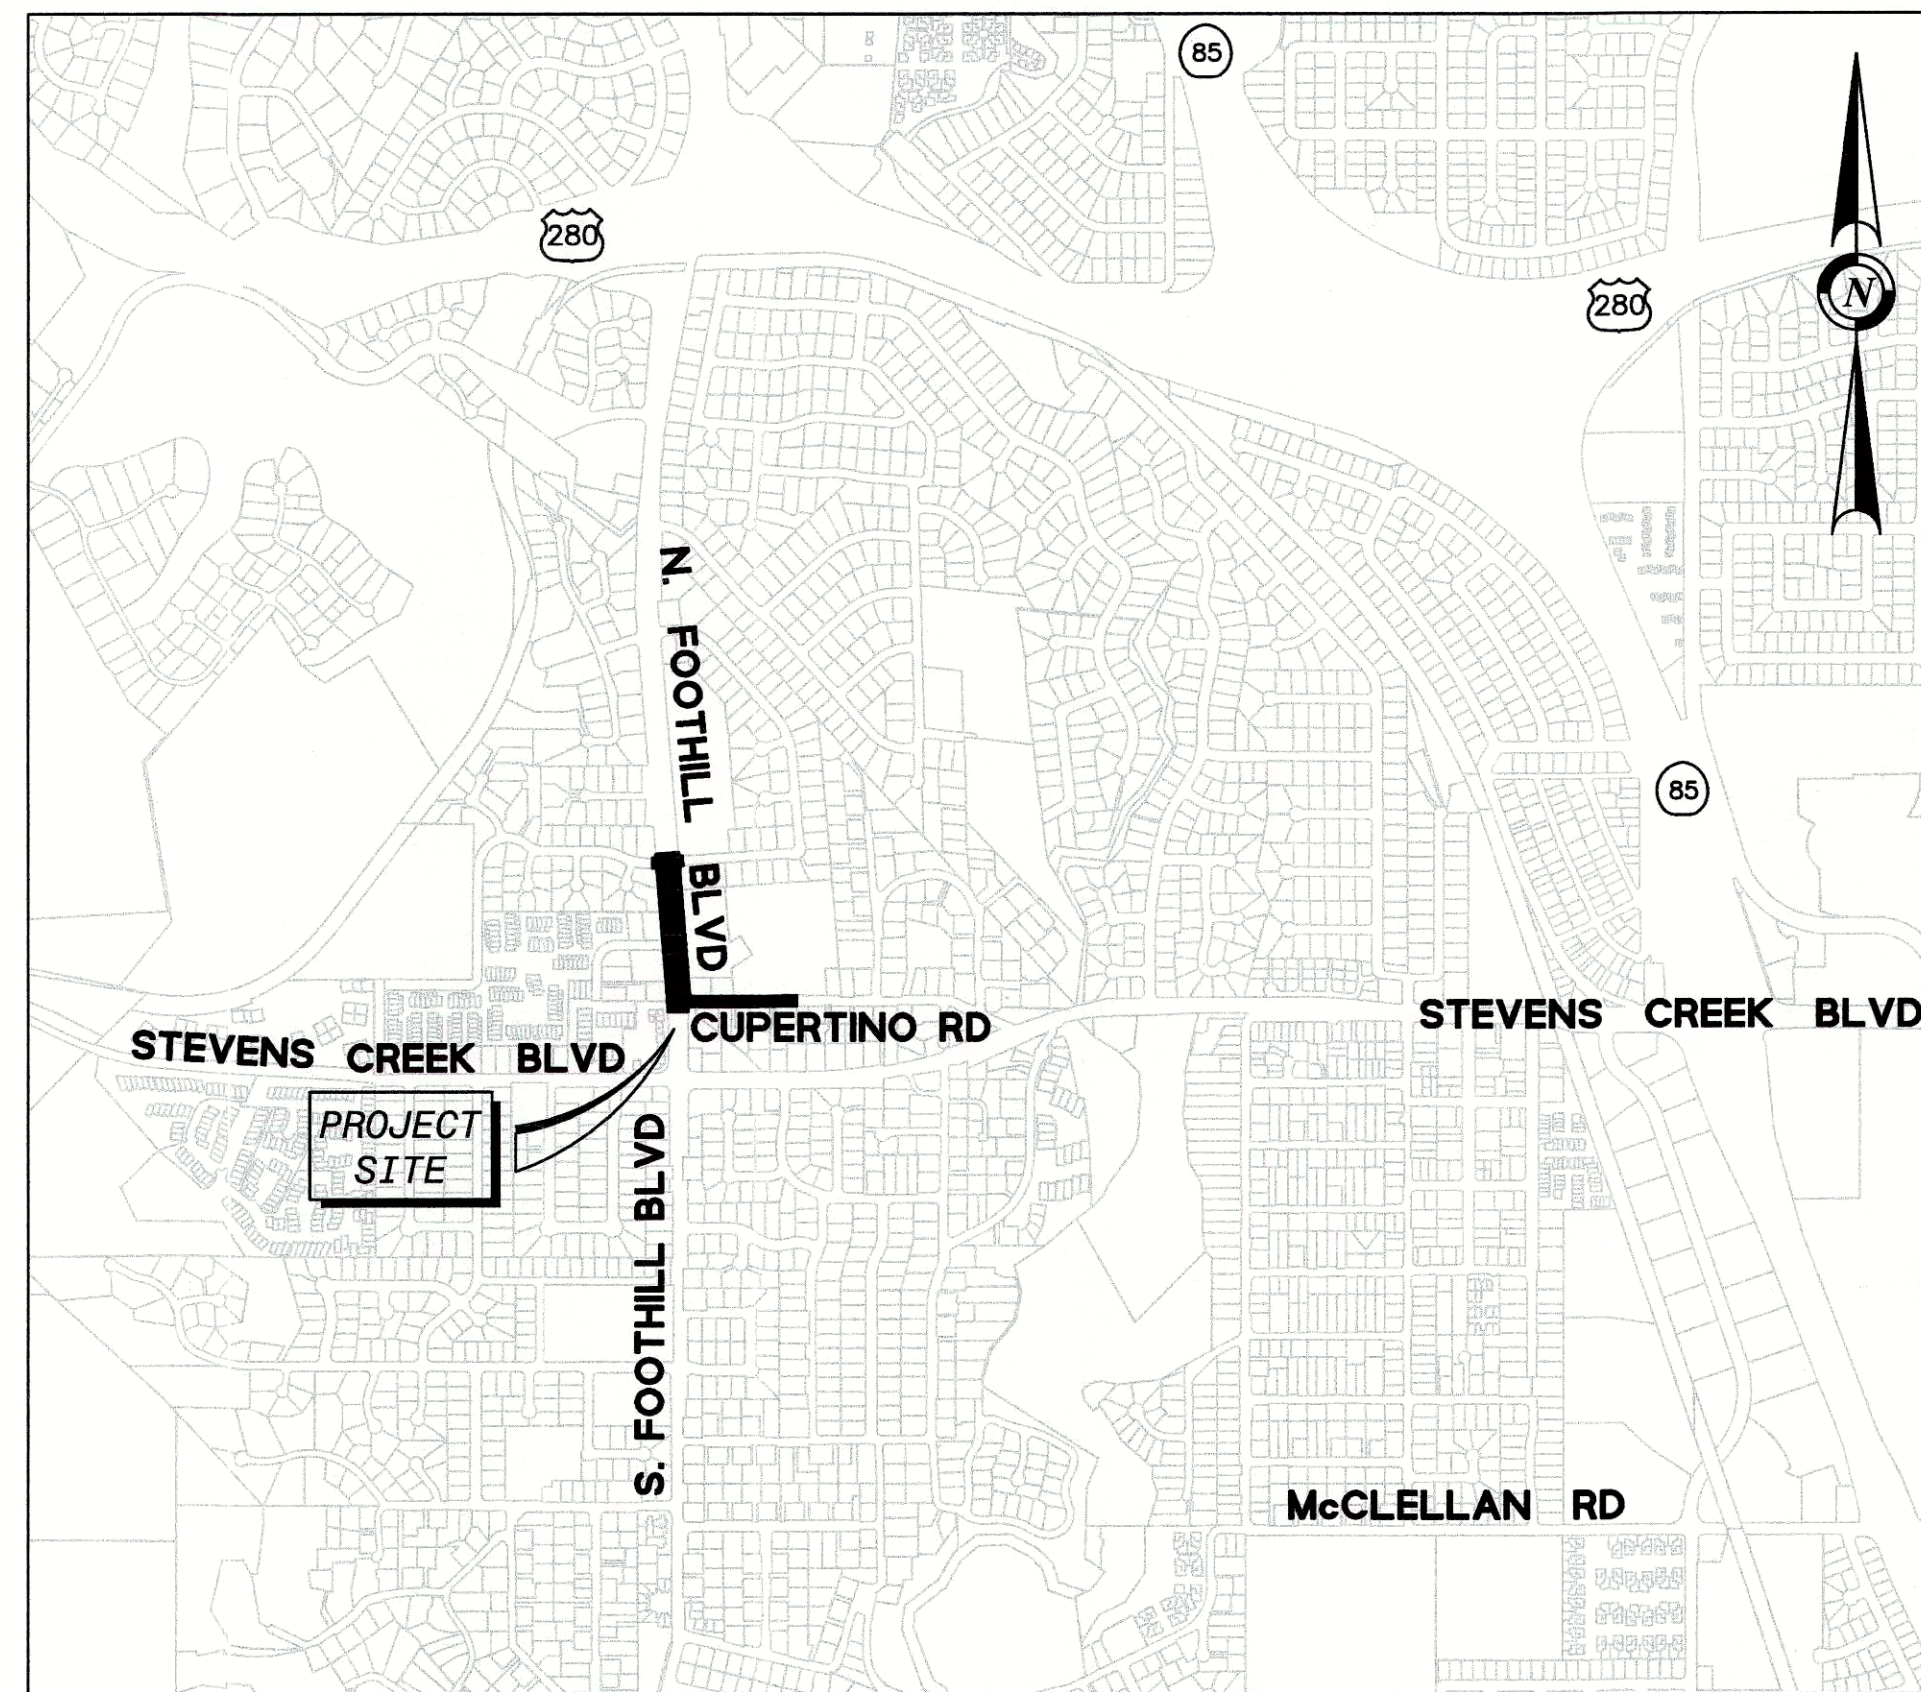 85
280
280
N
N. FOOTHILL BLVD
85
STEVENS CREEK BLVD
CUPERTINO RD
STEVENS CREEK BLVD
PROJECT
SITE
S. FOOTHILL BLVD
McCLELLAN RD